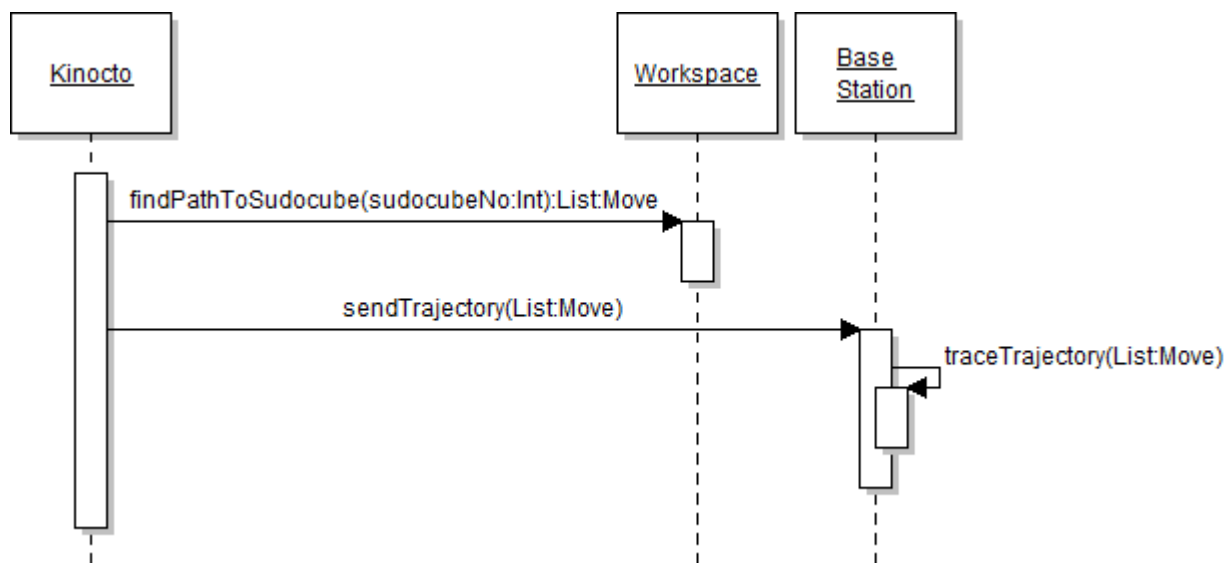 Kinocto
Workspace
Base
Station
findPathToSudocube(sudocubeNo:Int):List:Move
sendTrajectory(List:Move)
traceTrajectory(List:Move)